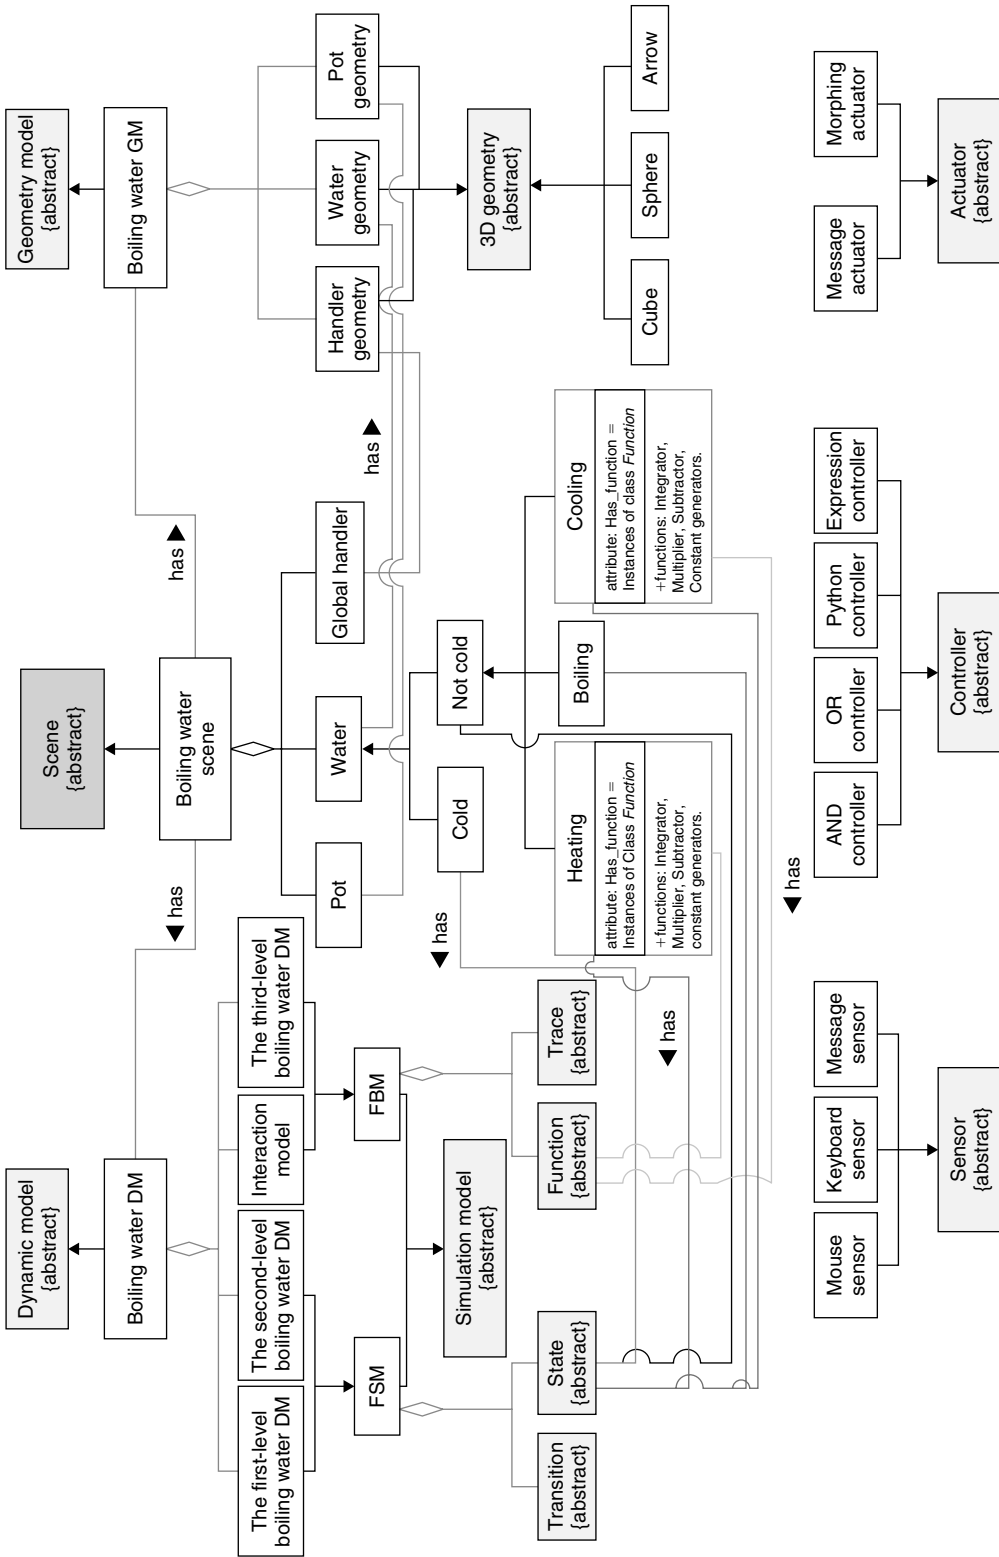 Scene
{abstract}
Dynamic model
{abstract}
Geometry model
{abstract}
Boiling water DM
has
Boiling water
scene
has
Boiling water GM
The first-level
boiling water DM
The second-level
boiling water DM
Interaction
model
The third-level
boiling water DM
Pot
Water
Global handler
Handler
geometry
Water
geometry
Pot
geometry
FSM
FBM
has
has
Cold
Not cold
Simulation model
{abstract}
3D geometry
{abstract}
Transition
{abstract}
State
{abstract}
Function
{abstract}
Trace
{abstract}
Heating
attribute: Has_function =
Instances of Class Function
+functions: Integrator,
Multiplier, Subtractor,
constant generators.
Boiling
Cooling
attribute: Has_function =
Instances of class Function
+functions: Integrator,
Multiplier, Subtractor,
Constant generators.
Cube
Sphere
Arrow
has
has
Mouse
sensor
Keyboard
sensor
Message
sensor
AND
controller
OR
controller
Python
controller
Expression
controller
Message
actuator
Morphing
actuator
Sensor
{abstract}
Controller
{abstract}
Actuator
{abstract}